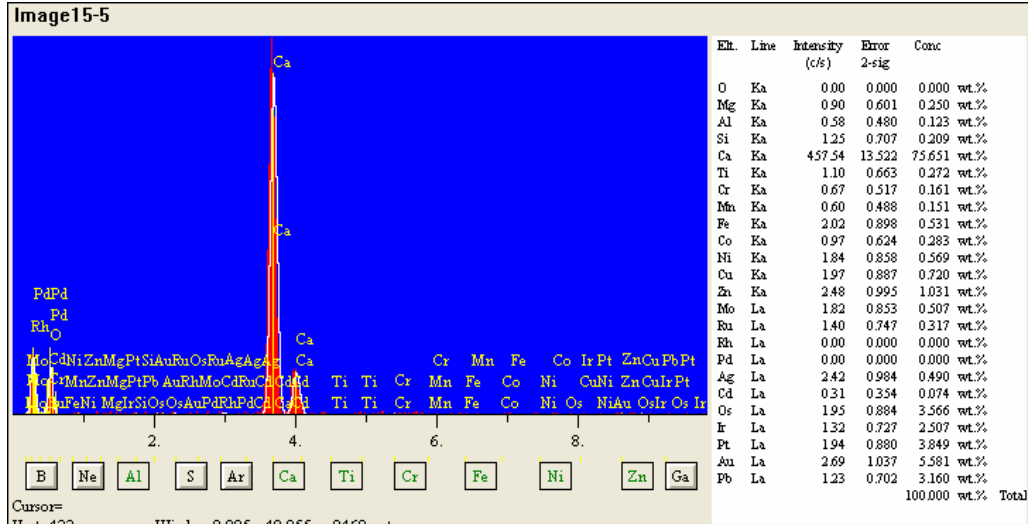 Image15-5
Elt. Line Intensity Error Conc
(c/s) 2-sig
O Ka 0.00 0.000 0.000 wt.%
Mg Ka 0.90 0.601 0.250 wt.%
Al Ka 0.58 0.480 0.123 wt.%
Si Ka 1.25 0.707 0.209 wt.%
Ca Ka 457.54 13.522 75.651 wt.%
Ti Ka 1.10 0.663 0.272 wt.%
Cr Ka 0.67 0.517 0.161 wt.%
Mn Ka 0.60 0.488 0.151 wt.%
Fe Ka 2.02 0.898 0.531 wt.%
Co Ka 0.97 0.624 0.283 wt.%
Ni Ka 1.84 0.858 0.569 wt.%
Cu Ka 1.97 0.887 0.720 wt.%
Zn Ka 2.48 0.995 1.031 wt.%
Mo La 1.82 0.853 0.507 wt.%
Ru La 1.40 0.747 0.317 wt.%
Rh La 0.00 0.000 0.000 wt.%
Pd La 0.00 0.000 0.000 wt.%
Ag La 2.42 0.984 0.490 wt.%
Cd La 0.31 0.354 0.074 wt.%
Os La 1.95 0.884 3.566 wt.%
Ir La 1.32 0.727 2.507 wt.%
Pt La 1.94 0.880 3.849 wt.%
Au La 2.69 1.037 5.581 wt.%
Pb La 1.23 0.702 3.160 wt.%
100.000 wt.% Total
Ca
Ca
PdPd
Pd
Rh O
Ca
CdNiZnMgPtSiAuRuOsRuAgAgAg Ca Cr Mn Fe Co Ir Pt ZnCuPbPt
CrMnZnMgPtPb AuRhMoCdRuCd Ti Ti Cr Mn Fe Co Ni CuNi ZnCuIrPt
FeNi MgIrSiOsOsAuPdRhPdCd Ti Ti Cr Mn Fe Co Ni Os NiAu OsIr Os Ir
2. 4. 6. 8.
B Ne Al S Ar Ca Ti Cr Fe Ni Zn Ga
Cursor=